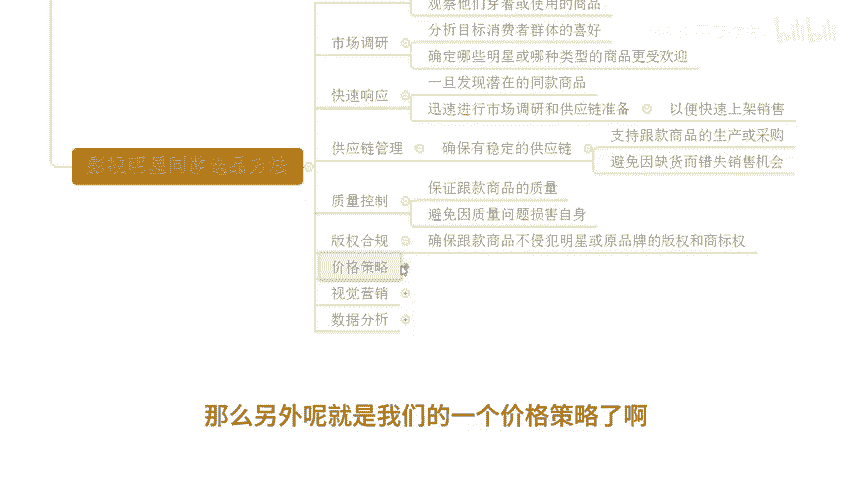 观察他们穿着或使用的商品
市场调研
分析目标消费者群体的喜好
确定哪些明星或哪种类型的商品更受欢迎
快速响应
一旦发现潜在的同款商品
迅速进行市场调研和供应链准备
以便快速上架销售
影视明星同款选品方法
供应链管理
确保有稳定的供应链
支持跟款商品的生产或采购
避免因缺货而错失销售机会
质量控制
保证跟款商品的质量
避免因质量问题损害自身
版权合规
确保跟款商品不侵犯明星或原品牌的版权和商标权
价格策略
视觉营销
数据分析
那么另外呢就是我们的一个价格策略了啊